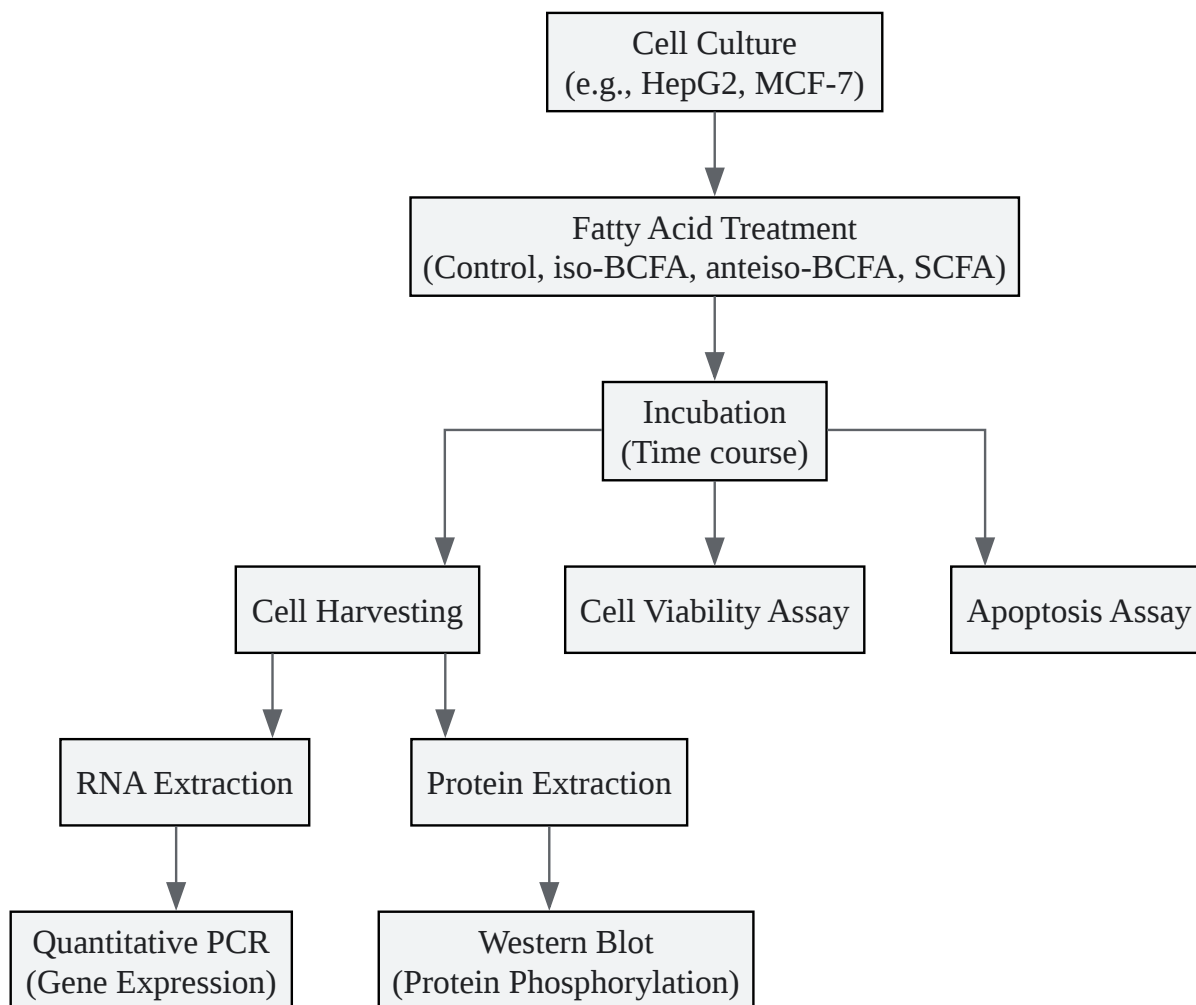 Cell Culture
(e.g., HepG2, MCF-7)
Fatty Acid Treatment
(Control, iso-BCFA, anteiso-BCFA, SCFA)
Incubation
(Time course)
Cell Harvesting
Cell Viability Assay
Apoptosis Assay
RNA Extraction
Protein Extraction
Quantitative PCR
(Gene Expression)
Western Blot
(Protein Phosphorylation)